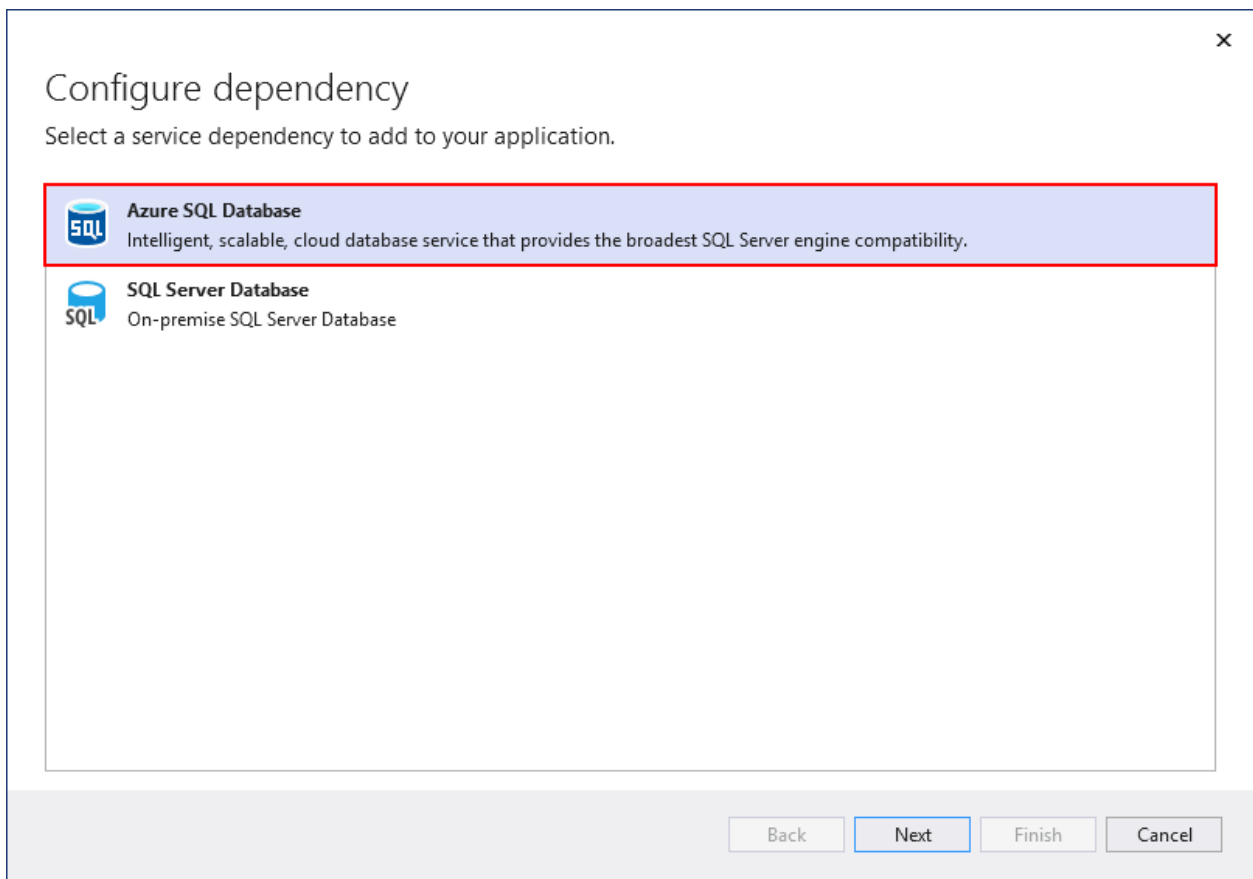 Configure dependency
Select a service dependency to add to your application.
SQL
Azure SQL Database
Intelligent, scalable, cloud database service that provides the broadest SQL Server engine compatibility.
SQL
SQL Server Database
On-premise SQL Server Database
Back
Next
Finish
Cancel